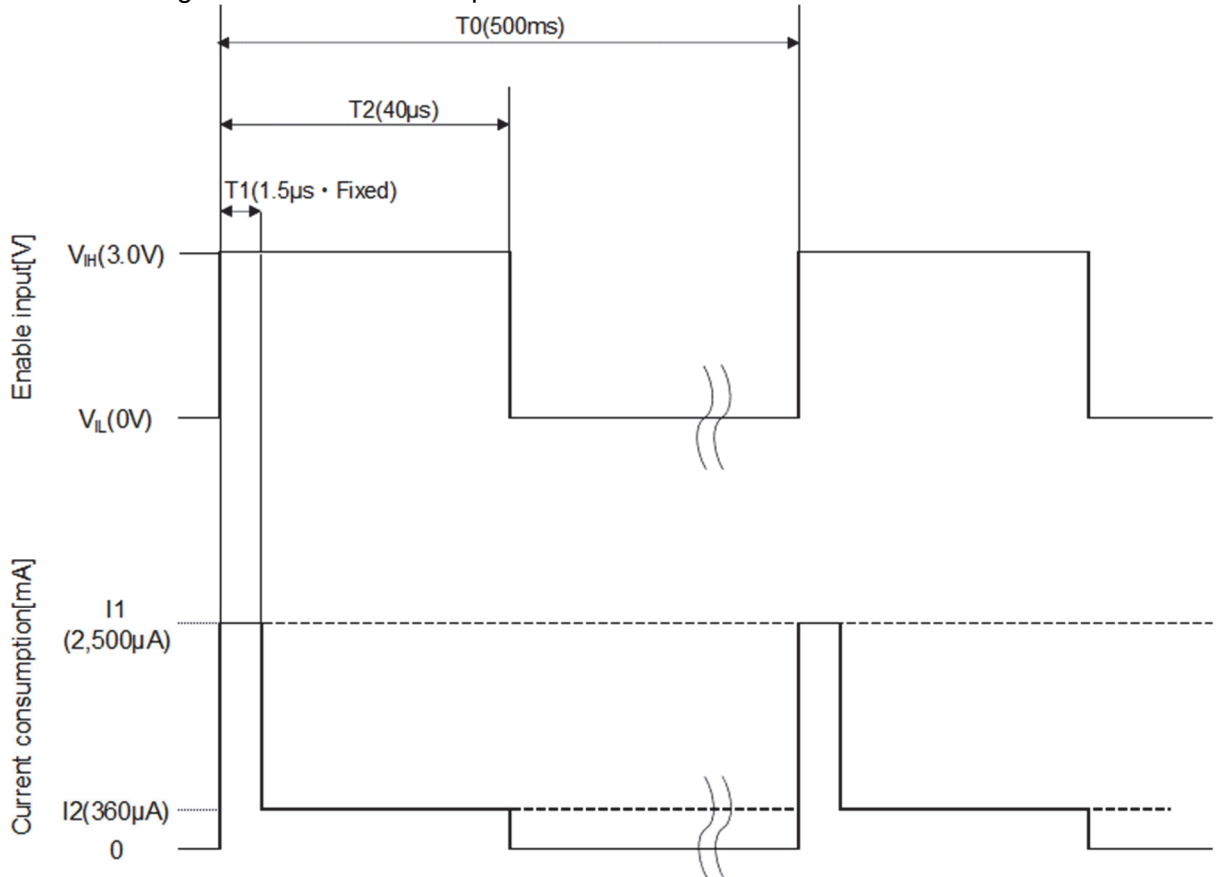 T0(500ms)
T2(40µs)
T1(1.5µs・Fixed)
Enable input[V]
VIH(3.0V)
VIL(0V)
Current consumption[mA]
I1
(2,500µA)
I2(360µA)
0